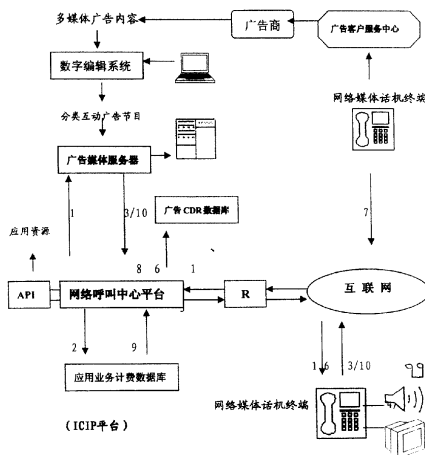 多媒体广告内容
广告商
广告客户服务中心
数字编辑系统
网络媒体话机终端
分类互动广告节目
广告媒体服务器
7
1
3/10
广告CDR数据库
应用资源
8
6
1
API
网络呼叫中心平台
R
互联网
2
9
1
6
3/10
应用业务计费数据库
网络媒体话机终端
(ICIP平台)